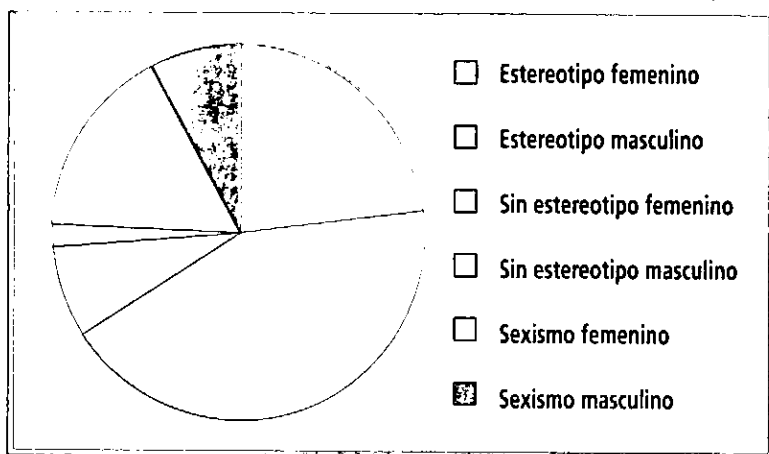 Estereotipo femenino
Estereotipo masculino
Sin estereotipo femenino
Sin estereotipo masculino
Sexismo femenino
Sexismo masculino